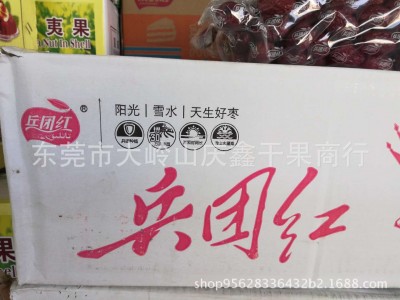 夷果
Nut In Shell
兵团红®
阳光 | 雪水 | 天生好枣
东莞市大岭山庆鑫干果商行
兵团红
shop95628336432b2.1688.com